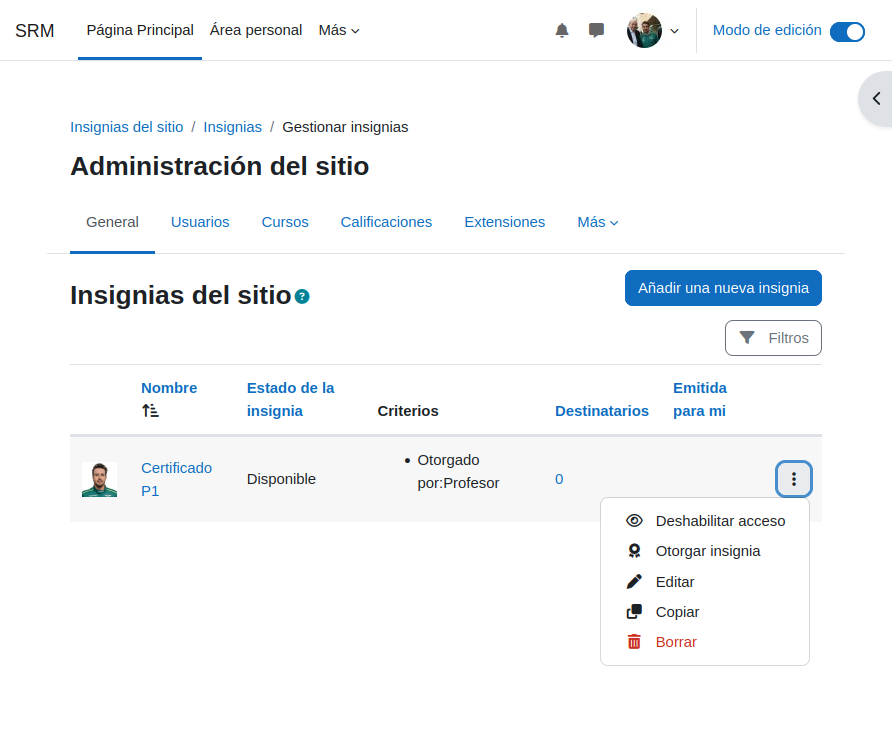 SRM Página Principal Área personal Más Modo de edición
Insignias del sitio / Insignias / Gestionar insignias
Administración del sitio
General Usuarios Cursos Calificaciones Extensiones Más
Insignias del sitio ?
Añadir una nueva insignia
Filtros
Nombre Estado de la Emitida
insignia Criterios Destinatarios para mi
Certificado Otorgado
P1 Disponible por:Profesor 0
Deshabilitar acceso
Otorgar insignia
Editar
Copiar
Borrar